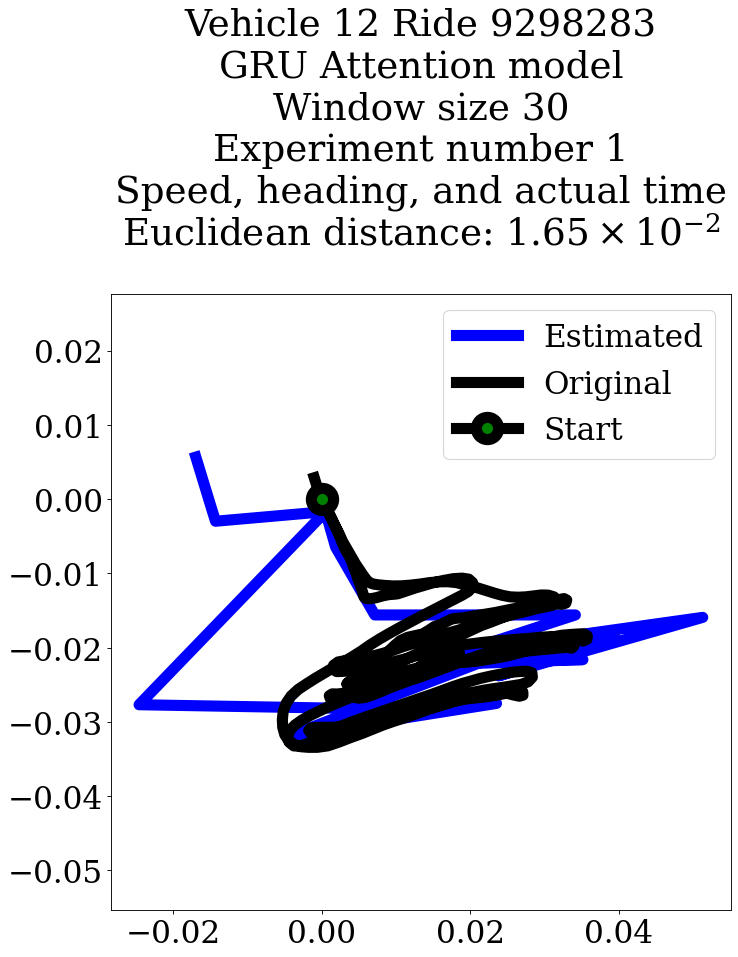 Vehicle 12 Ride 9298283
GRU Attention model
Window size 30
Experiment number 1
Speed, heading, and actual time
Euclidean distance: 1.65 × 10⁻²
Estimated
Original
Start
0.02
0.01
0.00
−0.01
−0.02
−0.03
−0.04
−0.05
−0.02 0.00 0.02 0.04